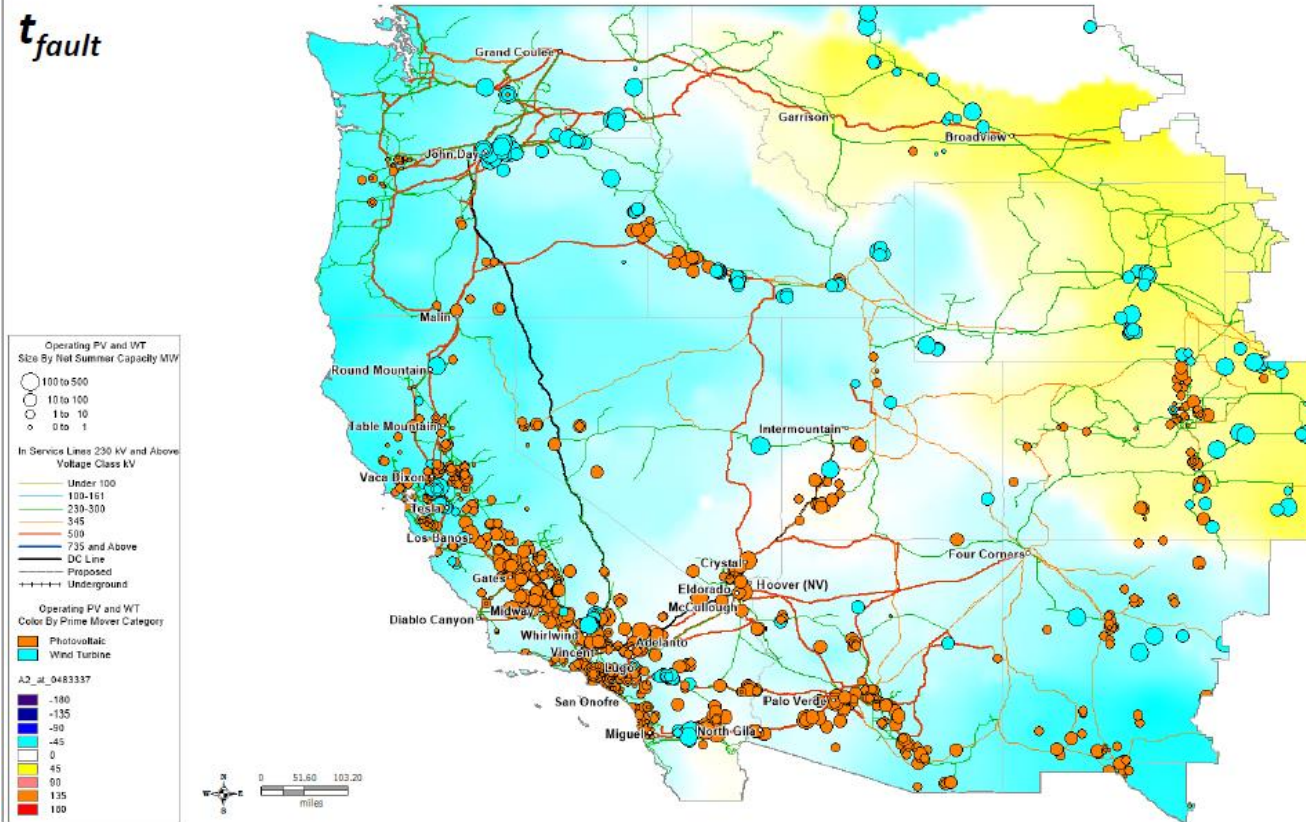 t fault
Grand Coulee
Garrison
Broadview
John Day
Malin
Round Mountain
Table Mountain
Intermountain
Vaca Dixon
Tesla
Los Banos
Four Corners
Crystal
Gates
Eldorado
Hoover (NV)
McCullough
Midway
Diablo Canyon
Whirlwind
Adelanto
Vincent
Lugo
San Onofre
Palo Verde
Miguel
North Gila
Operating PV and WT
Size By Net Summer Capacity MW
100 to 500
10 to 100
1 to 10
0 to 1
In Service Lines 230 kV and Above
Voltage Class kV
Under 100
100-161
230-300
345
500
735 and Above
DC Line
Proposed
Underground
Operating PV and WT
Color By Prime Mover Category
Photovoltaic
Wind Turbine
A2_at_0483337
-180
-135
-90
-45
0
45
90
135
180
N
W E
S
0 51.60 103.20
miles